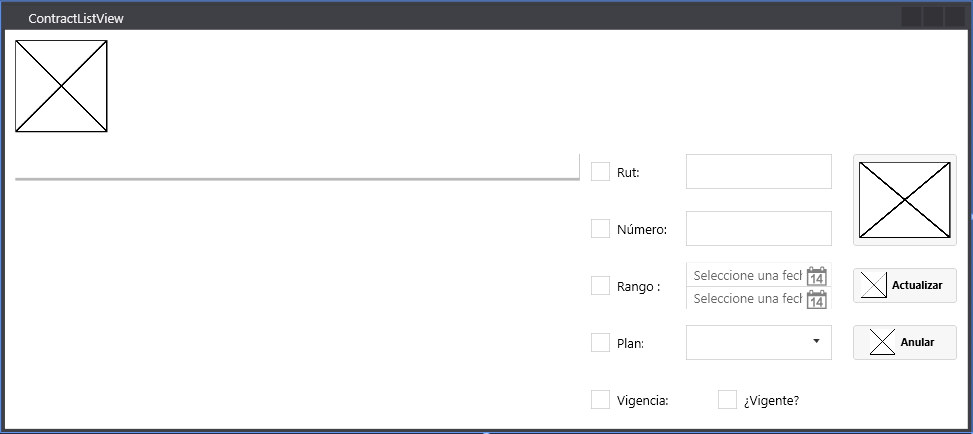 ContractListView
Rut:
Número:
Rango :
Seleccione una fech
14
Seleccione una fech
14
Actualizar
Plan:
Anular
Vigencia:
¿Vigente?